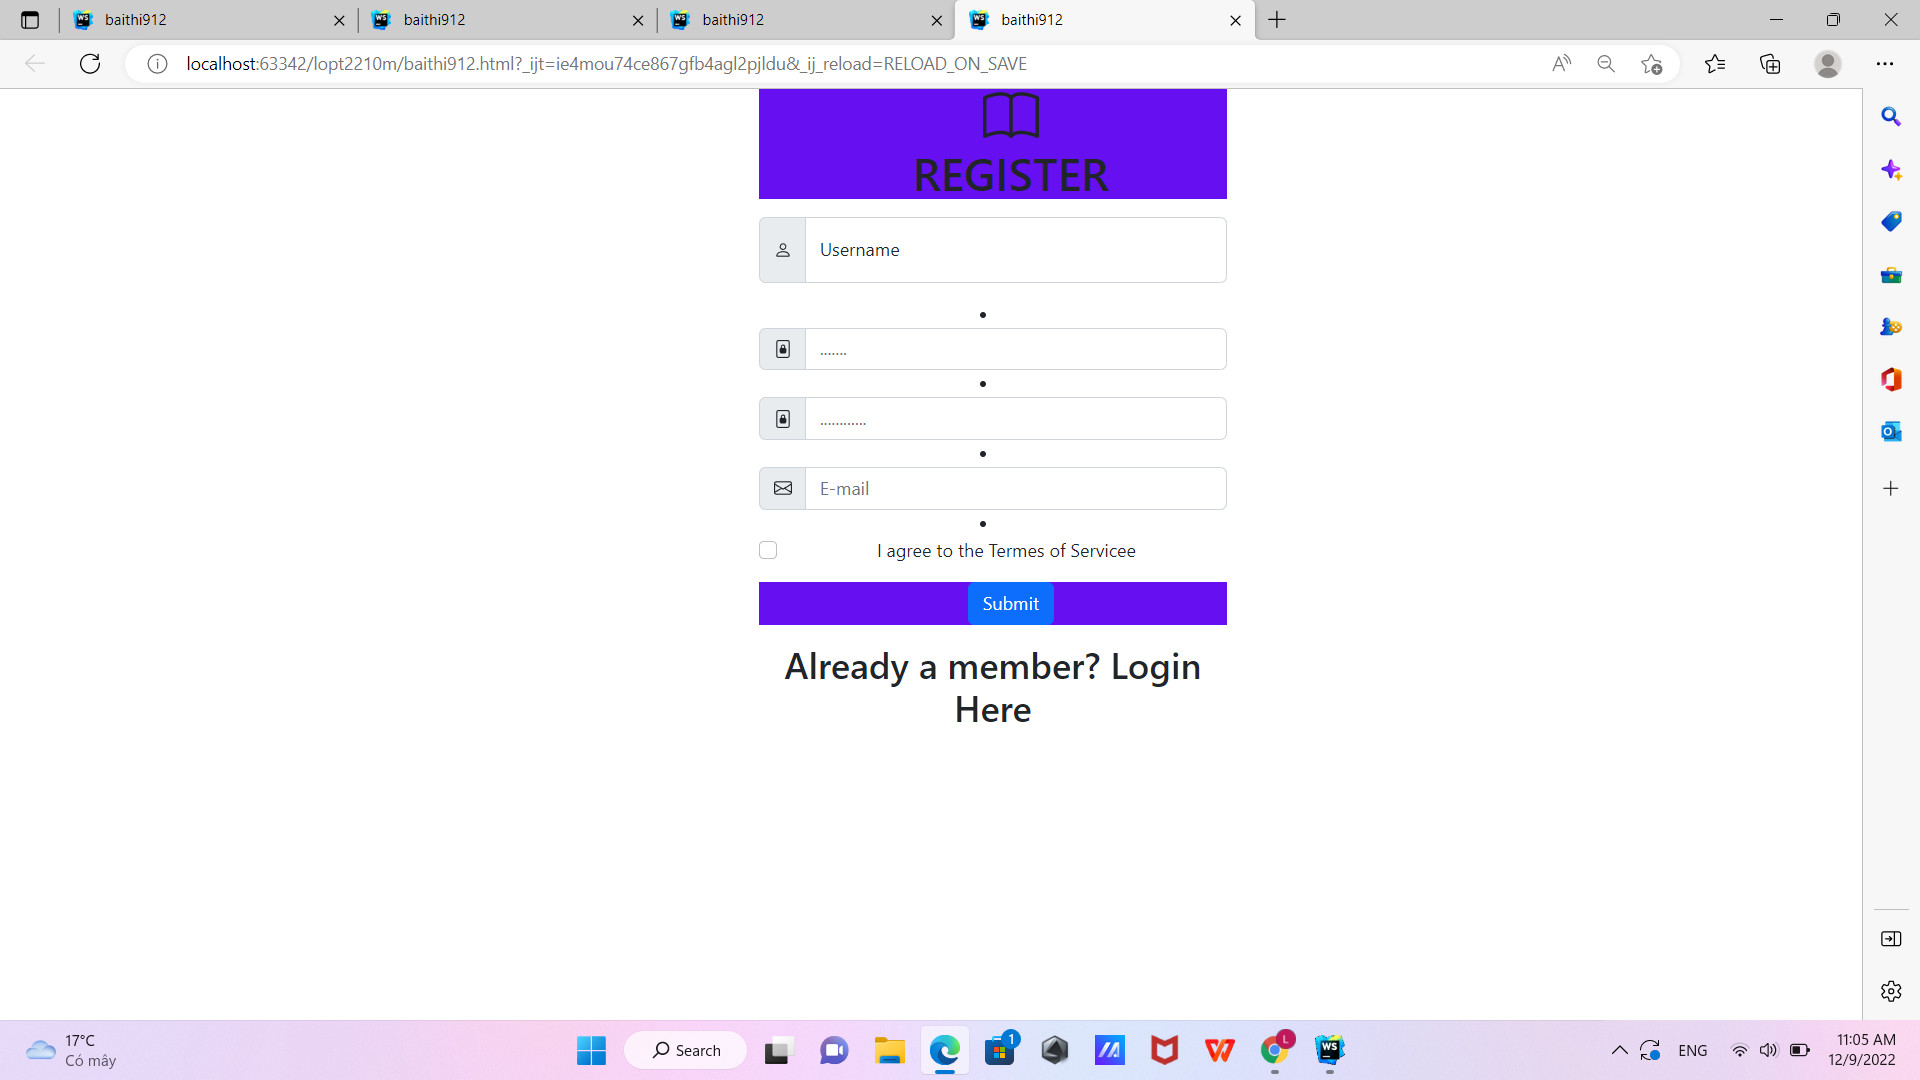 baithi912
baithi912
baithi912
baithi912
localhost:63342/lopt2210m/baithi912.html?_ijt=ie4mou74ce867gfb4agl2pjldu&_ij_reload=RELOAD_ON_SAVE
REGISTER
Username
.......
............
E-mail
I agree to the Termes of Servicee
Submit
Already a member? Login
Here
17°C
Có mây
Search
1
L
WS
ENG
11:05 AM
12/9/2022